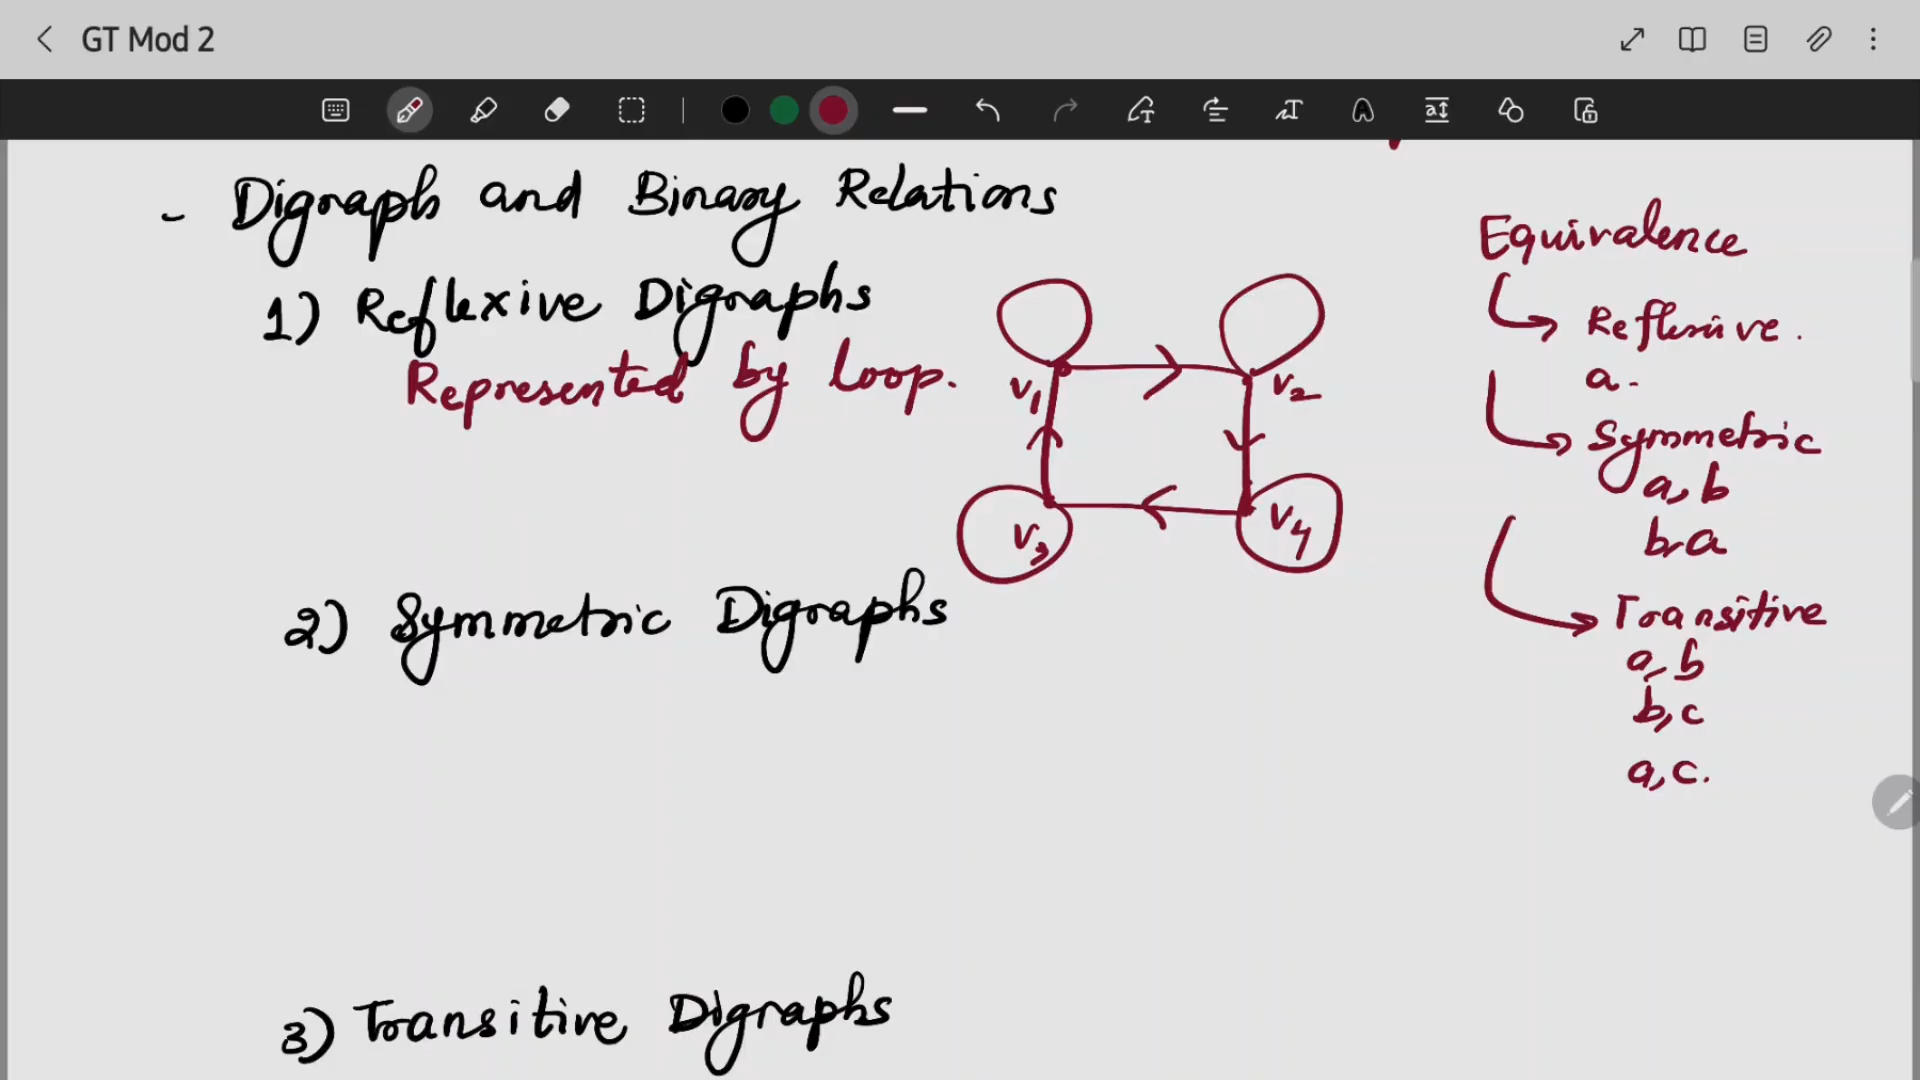 GT Mod 2
- Digraph and Binary Relations
1) Reflexive Digraphs
Represented by loop.
v1
v2
v3
v4
2) Symmetric Digraphs
3) Transitive Digraphs
Equivalence
Reflexive.
a.
Symmetric
a, b
b, a
Transitive
a, b
b, c
a, c.